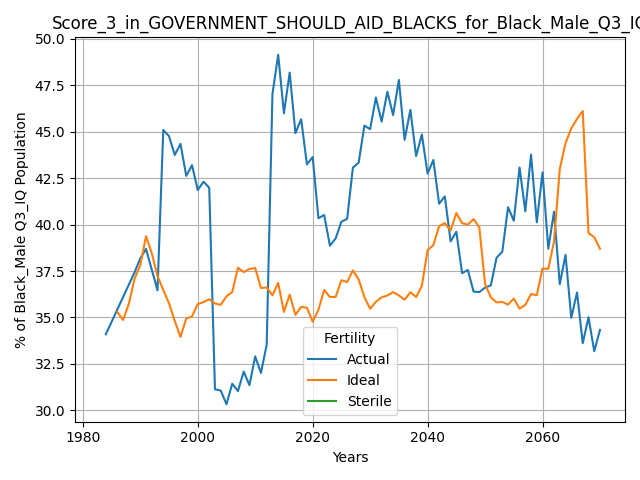 Score_3_in_GOVERNMENT_SHOULD_AID_BLACKS_for_Black_Male_Q3_IQ
50.0
47.5
45.0
42.5
40.0
37.5
35.0
32.5
30.0
% of Black_Male Q3_IQ Population
1980
2000
2020
2040
2060
Years
Fertility
Actual
Ideal
Sterile